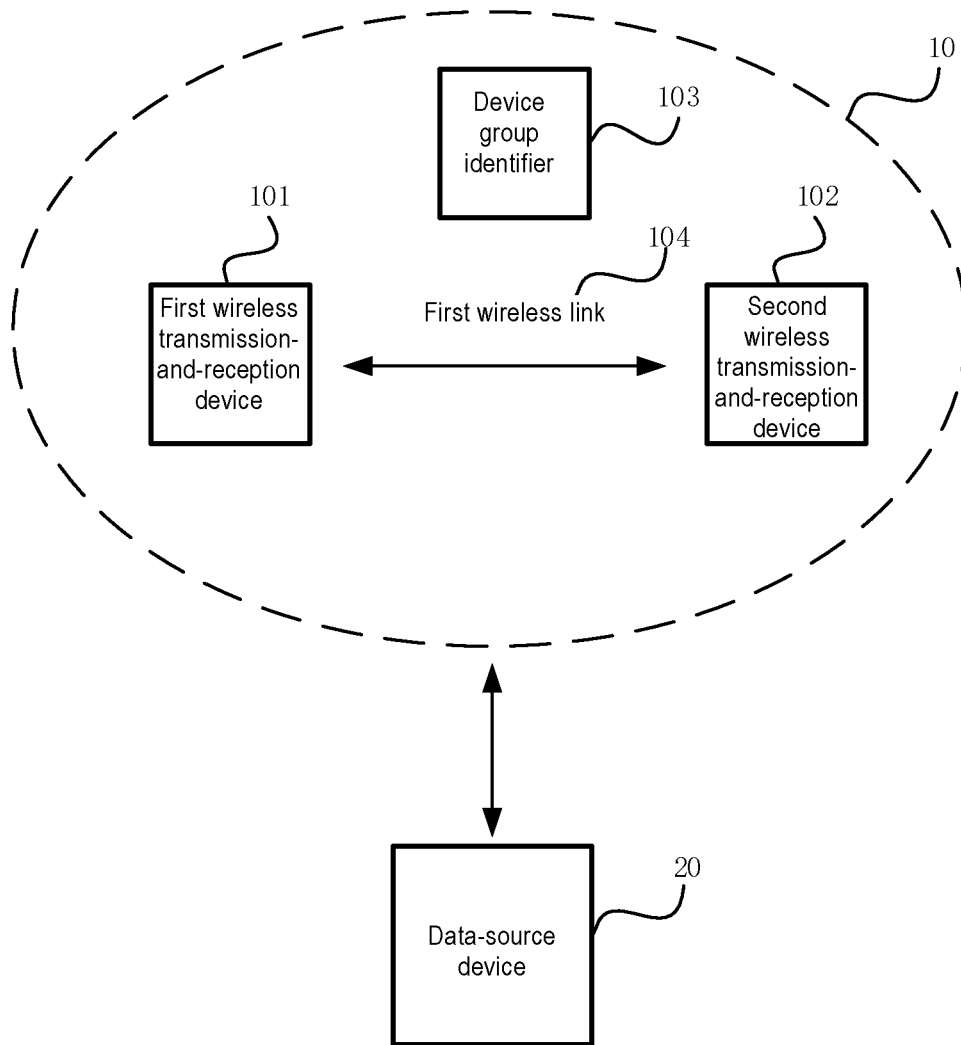 10
Device
group
identifier
103
101
102
104
First wireless
transmission-
and-reception
device
First wireless link
Second
wireless
transmission-
and-reception
device
20
Data-source
device